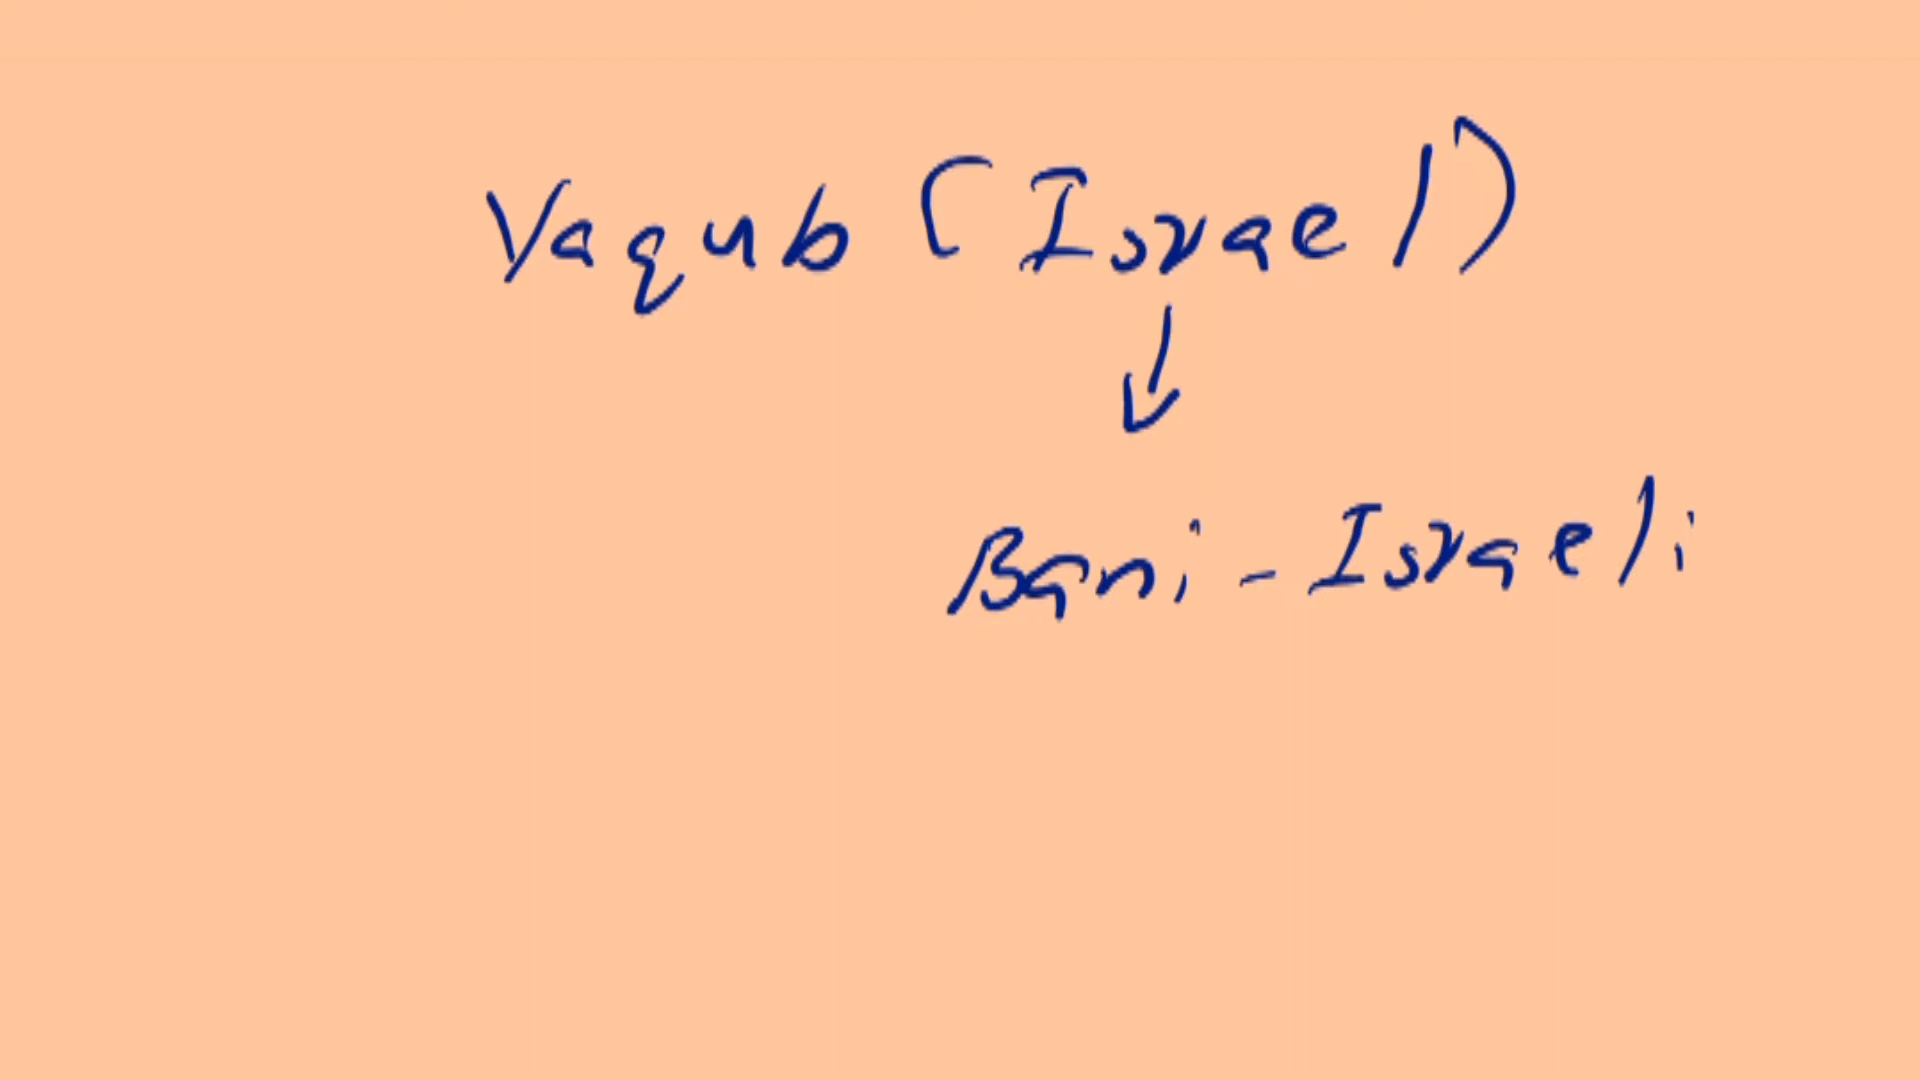 Yaqub (Israel)
↓
Bani - Israeli